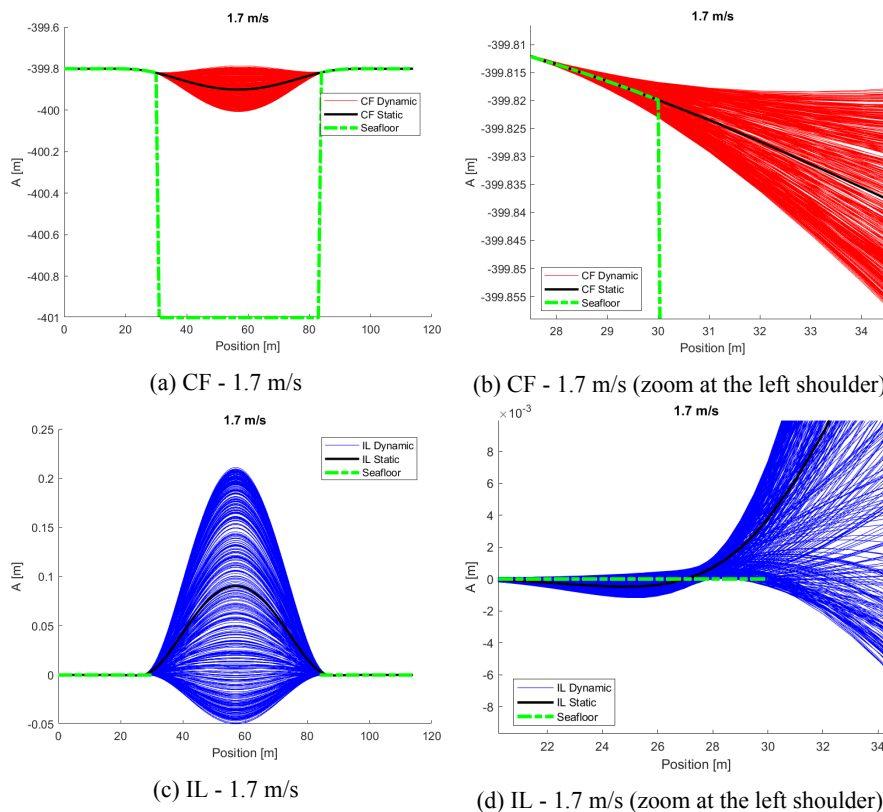 1.7 m/s
-399.6
-399.8
-400
-400.2
-400.4
-400.6
-400.8
-401
A [m]
CF Dynamic
CF Static
Seafloor
0 20 40 60 80 100 120
Position [m]
(a) CF - 1.7 m/s
1.7 m/s
-399.81
-399.815
-399.82
-399.825
-399.83
-399.835
-399.84
-399.845
-399.85
-399.855
A [m]
CF Dynamic
CF Static
Seafloor
28 29 30 31 32 33 34
Position [m]
(b) CF - 1.7 m/s (zoom at the left shoulder)
1.7 m/s
0.25
0.2
0.15
0.1
0.05
0
-0.05
A [m]
IL Dynamic
IL Static
Seafloor
0 20 40 60 80 100 120
Position [m]
(c) IL - 1.7 m/s
×10⁻³
1.7 m/s
8
6
4
2
0
-2
-4
-6
-8
A [m]
IL Dynamic
IL Static
Seafloor
22 24 26 28 30 32 34
Position [m]
(d) IL - 1.7 m/s (zoom at the left shoulder)